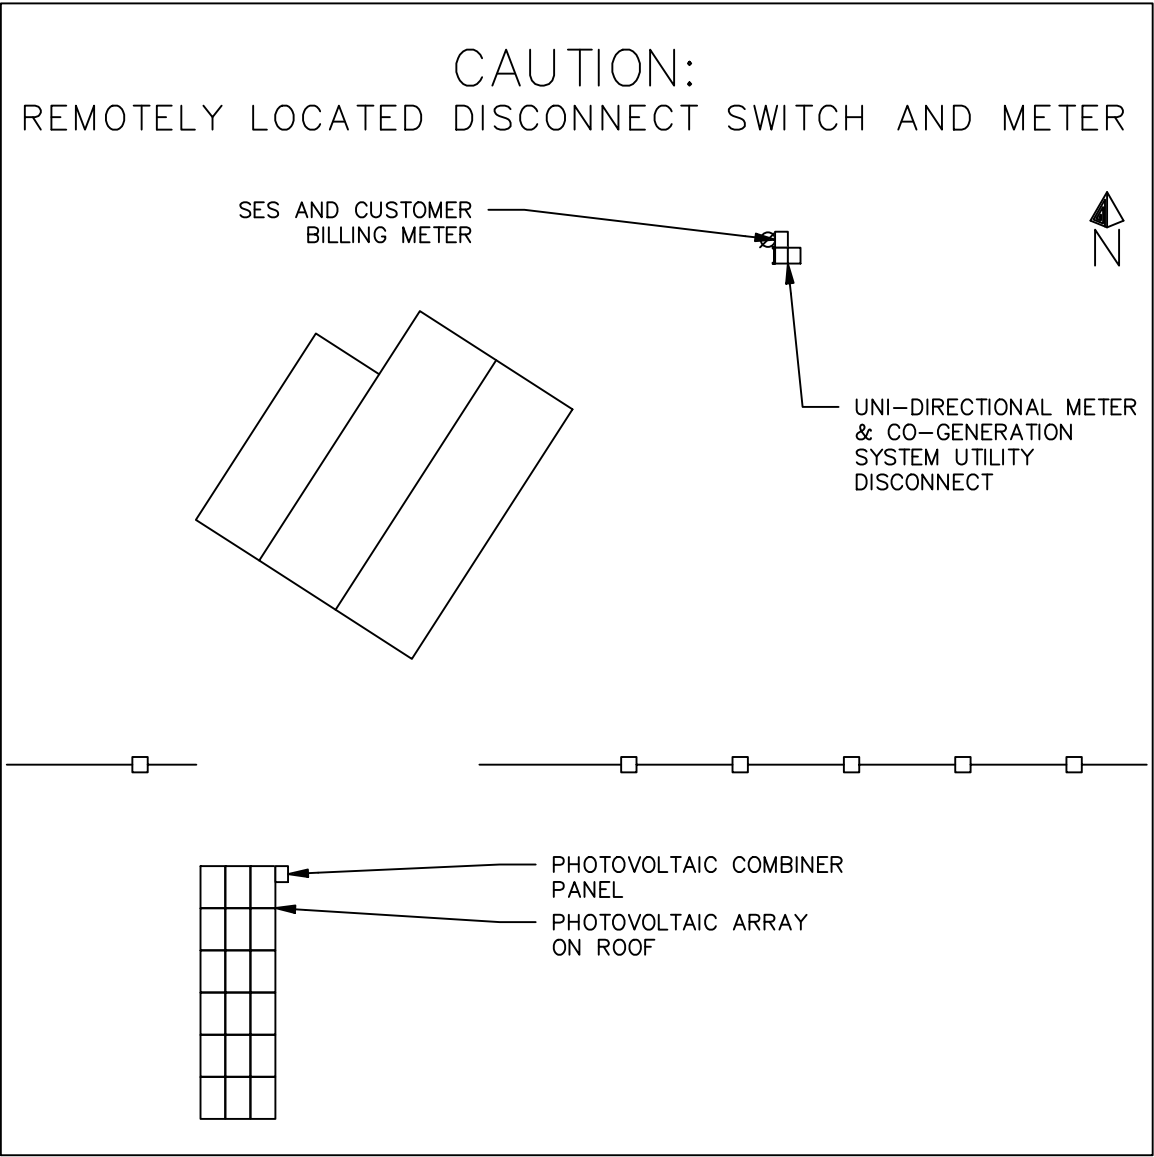 CAUTION:
REMOTELY LOCATED DISCONNECT SWITCH AND METER
SES AND CUSTOMER
BILLING METER
N
UNI-DIRECTIONAL METER
& CO-GENERATION
SYSTEM UTILITY
DISCONNECT
PHOTOVOLTAIC COMBINER
PANEL
PHOTOVOLTAIC ARRAY
ON ROOF